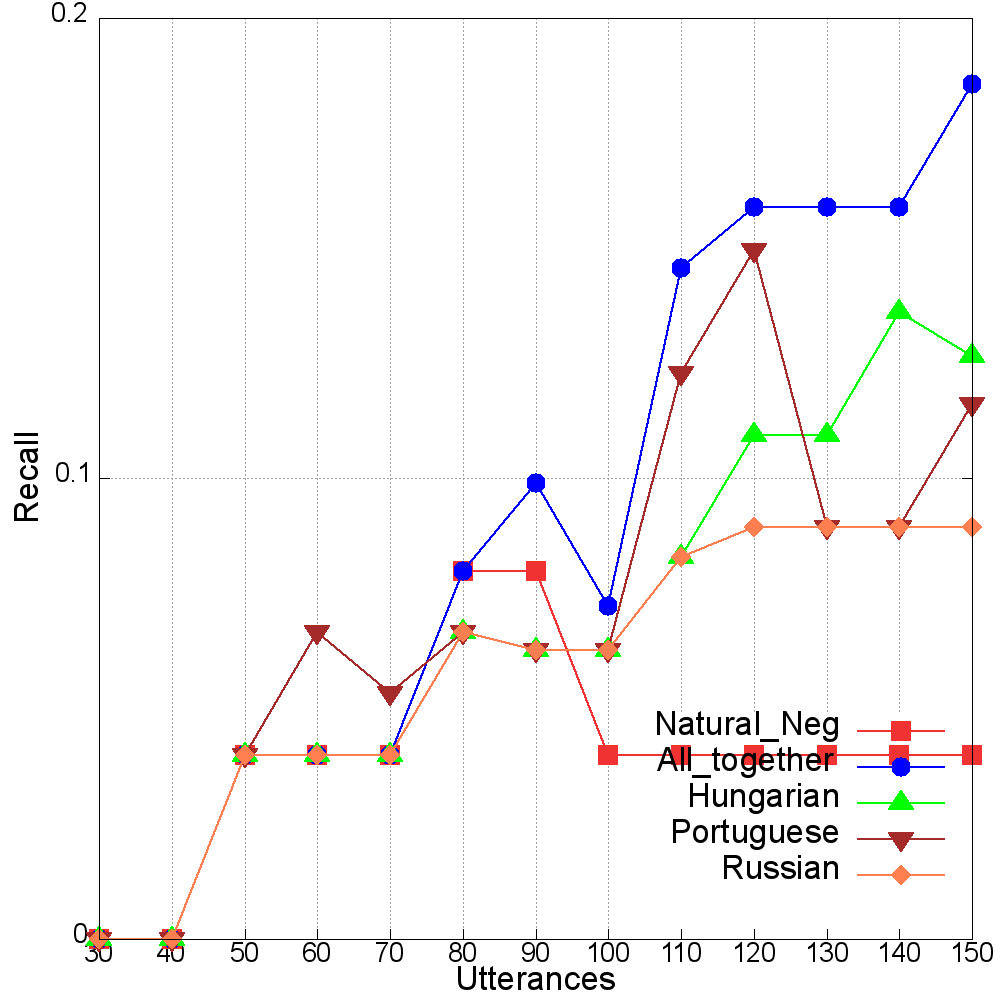 0.2
Recall
0.1
Natural_Neg
All_together
Hungarian
Portuguese
Russian
0
30 40 50 60 70 80 90 100 110 120 130 140 150
Utterances